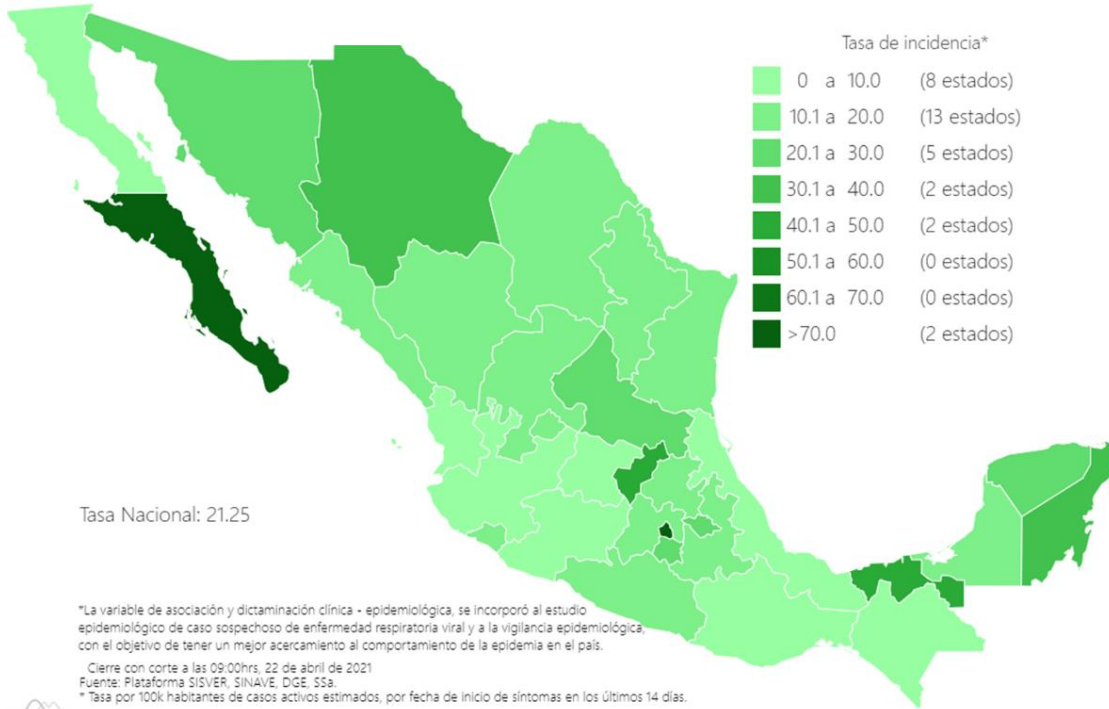 Tasa de incidencia*
0 a 10.0 (8 estados)
10.1 a 20.0 (13 estados)
20.1 a 30.0 (5 estados)
30.1 a 40.0 (2 estados)
40.1 a 50.0 (2 estados)
50.1 a 60.0 (0 estados)
60.1 a 70.0 (0 estados)
>70.0 (2 estados)
Tasa Nacional: 21.25
*La variable de asociación y dictaminación clínica - epidemiológica, se incorporó al estudio
epidemiológico de caso sospechoso de enfermedad respiratoria viral y a la vigilancia epidemiológica,
con el objetivo de tener un mejor acercamiento al comportamiento de la epidemia en el país.
Cierre con corte a las 09:00hrs, 22 de abril de 2021
Fuente: Plataforma SISVER, SINAVE, DGE, SSa.
* Tasa por 100k habitantes de casos activos estimados, por fecha de inicio de síntomas en los últimos 14 días.